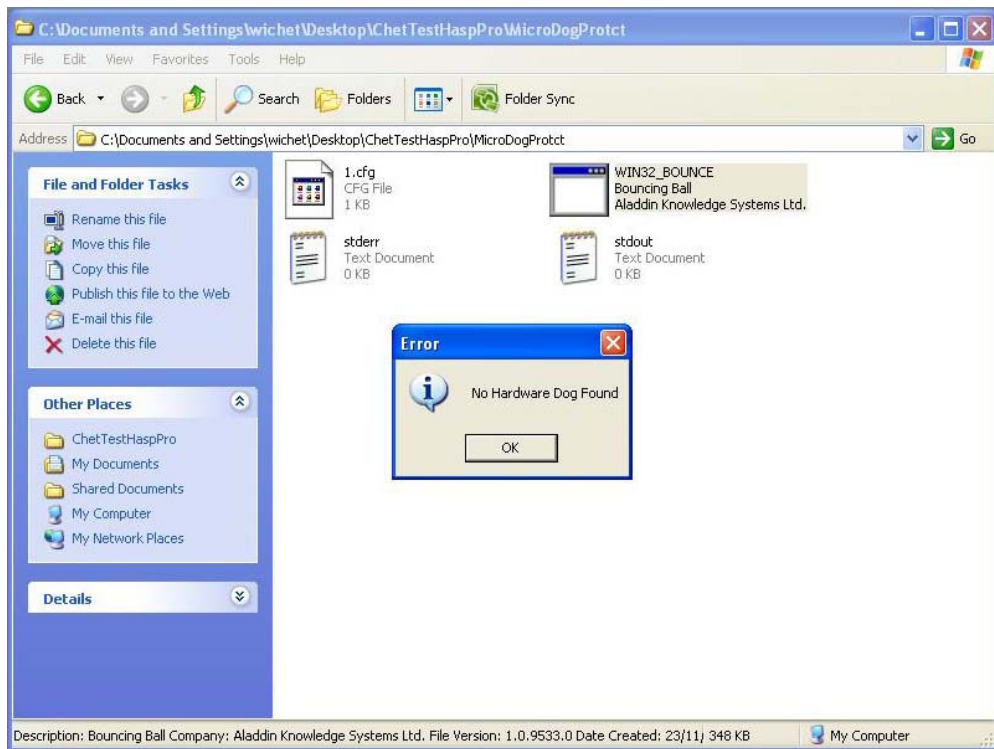 C:\Documents and Settings\wichet\Desktop\ChetTestHaspPro\MicroDogProtct
File Edit View Favorites Tools Help
Back Search Folders Folder Sync
Address C:\Documents and Settings\wichet\Desktop\ChetTestHaspPro\MicroDogProtct Go
File and Folder Tasks
Rename this file
Move this file
Copy this file
Publish this file to the Web
E-mail this file
Delete this file
Other Places
ChetTestHaspPro
My Documents
Shared Documents
My Computer
My Network Places
Details
1.cfg
CFG File
1 KB
WIN32_BOUNCE
Bouncing Ball
Aladdin Knowledge Systems Ltd.
stderr
Text Document
0 KB
stdout
Text Document
0 KB
Error
No Hardware Dog Found
OK
Description: Bouncing Ball Company: Aladdin Knowledge Systems Ltd. File Version: 1.0.9533.0 Date Created: 23/11/ 348 KB My Computer